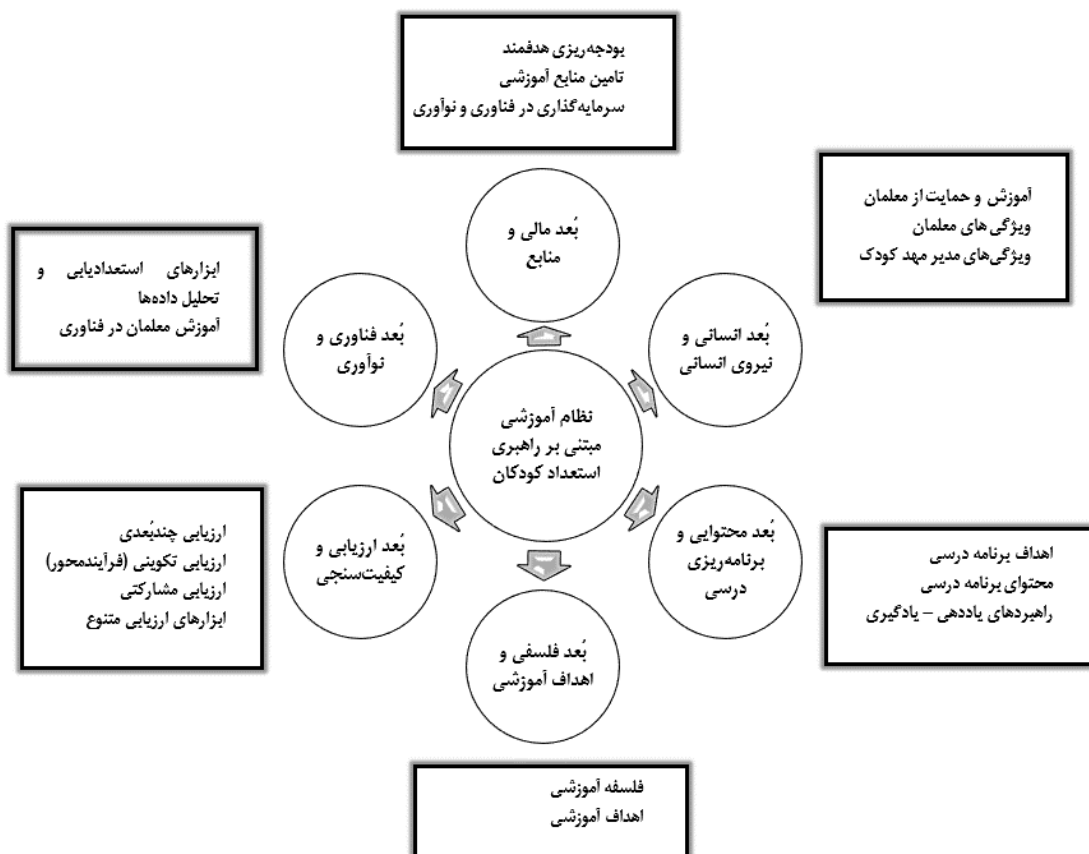 بودجه‌ریزی هدفمند
تامین منابع آموزشی
سرمایه‌گذاری در فناوری و نوآوری
بُعد مالی و
منابع
آموزش و حمایت از معلمان
ویژگی های معلمان
ویژگی‌های مدیر مهد کودک
بُعد انسانی و
نیروی انسانی
ابزارهای استعدادیابی و
تحلیل داده‌ها
آموزش معلمان در فناوری
بُعد فناوری و
نوآوری
نظام آموزشی
مبتنی بر راهبری
استعداد کودکان
بُعد محتوایی و
برنامه‌ریزی
درسی
اهداف برنامه درسی
محتوای برنامه درسی
راهبردهای یاددهی – یادگیری
بُعد ارزیابی و
کیفیت‌سنجی
ارزیابی چندبُعدی
ارزیابی تکوینی (فرآیندمحور)
ارزیابی مشارکتی
ابزارهای ارزیابی متنوع
بُعد فلسفی و
اهداف آموزشی
فلسفه آموزشی
اهداف آموزشی